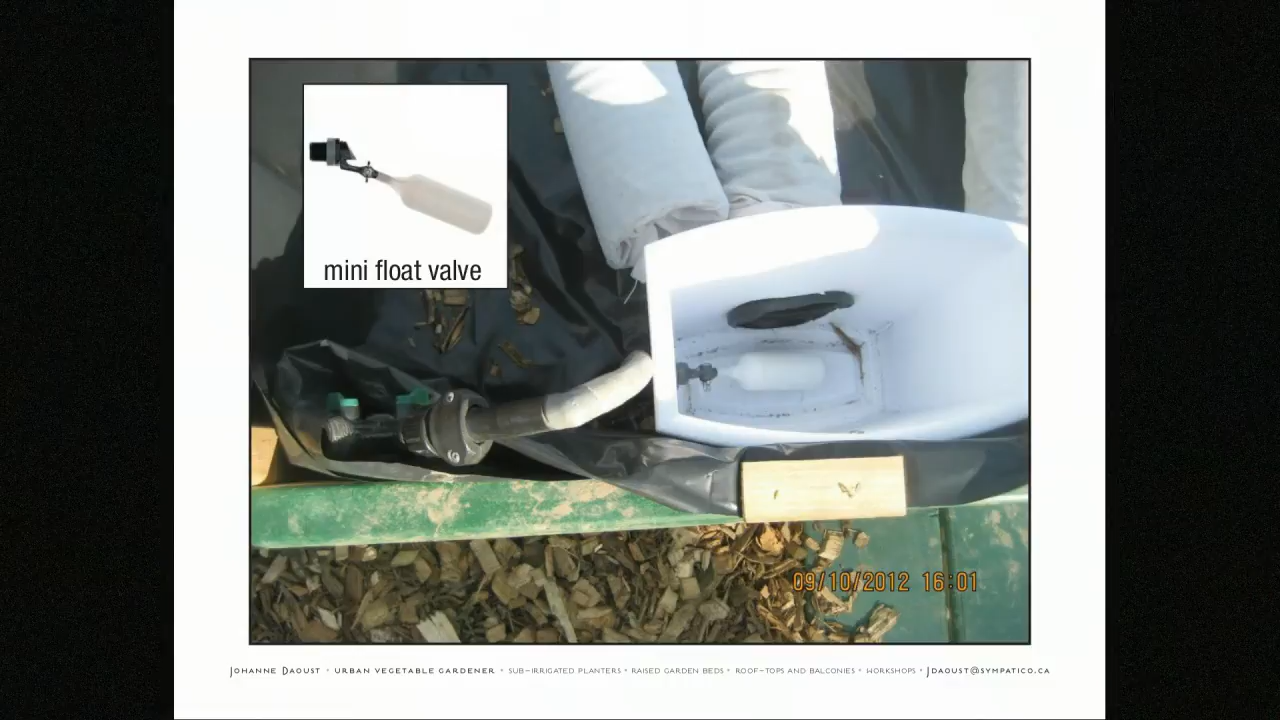 mini float valve
09/10/2012 16:01
Johanne Daoust • urban vegetable gardener • sub-irrigated planters • raised garden beds • roof-tops and balconies • workshops • jdaoust@sympatico.ca